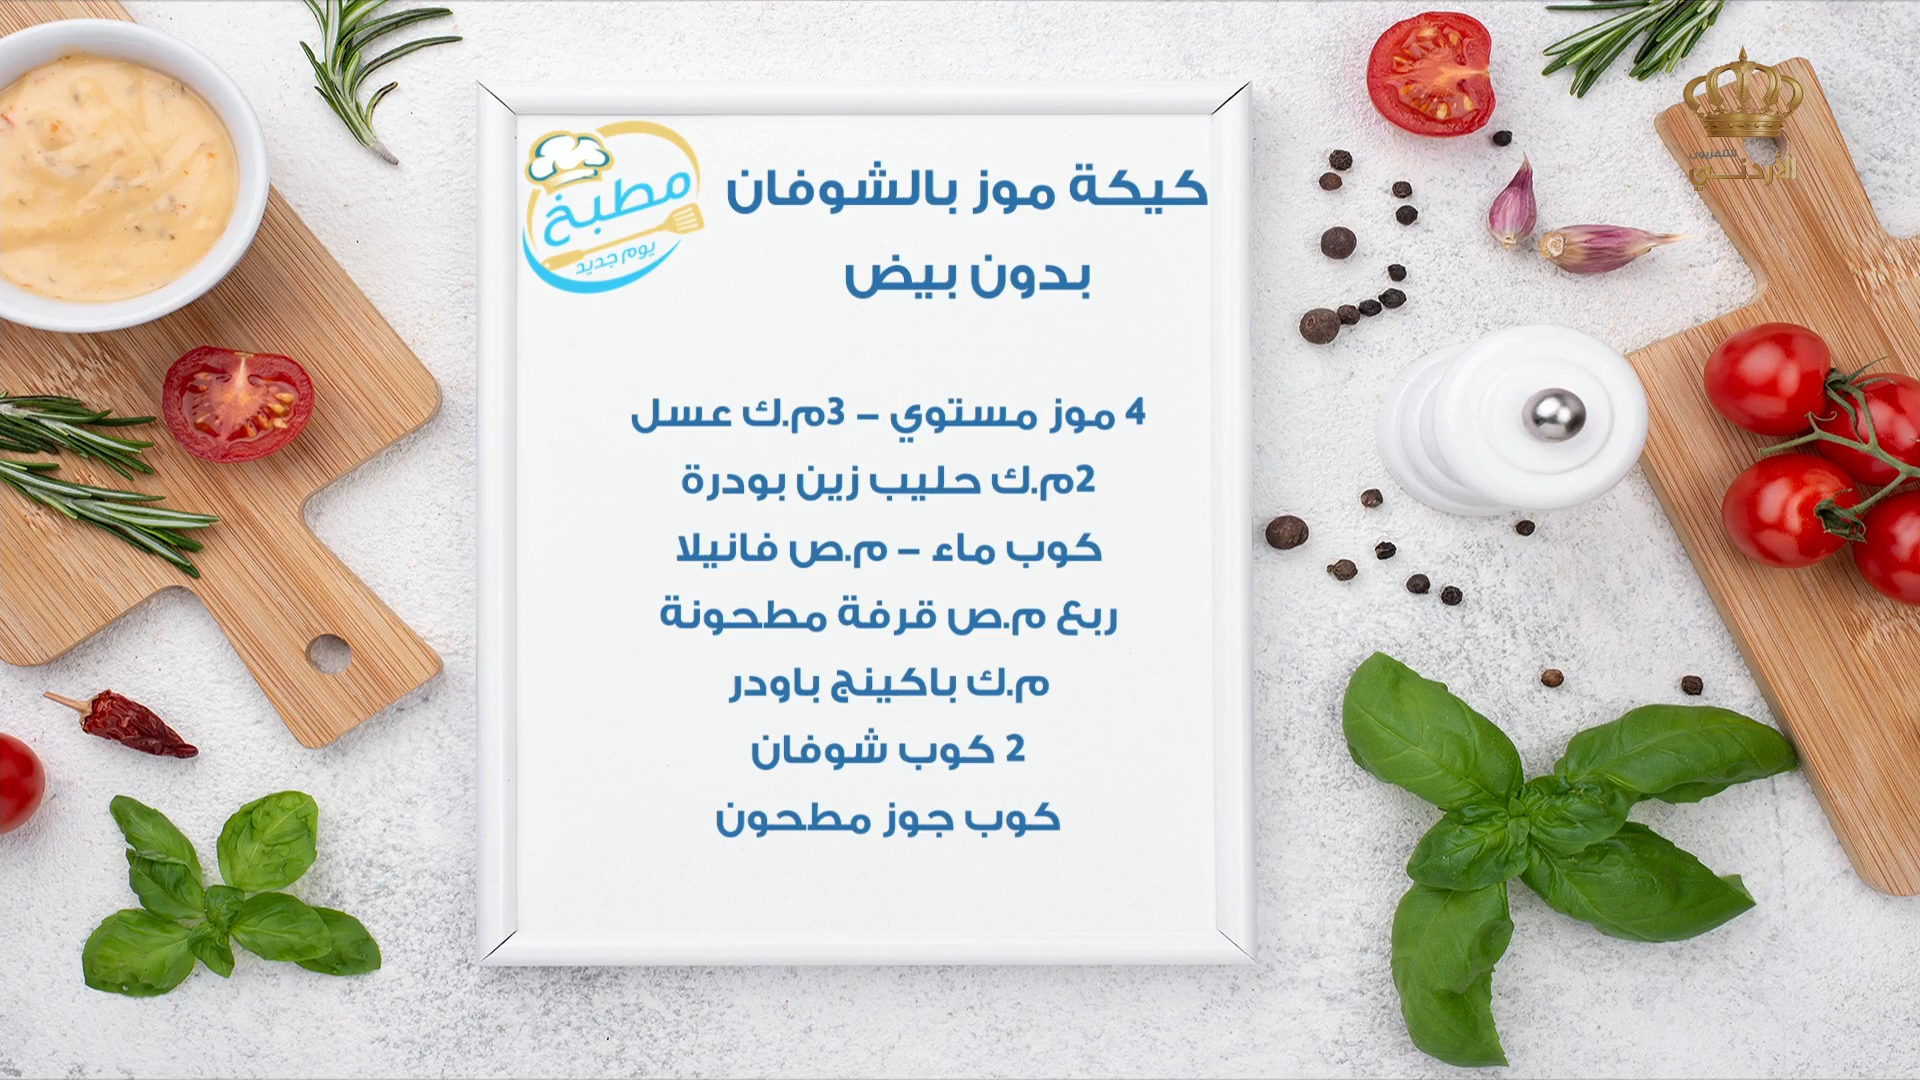 كيكة موز بالشوفان
بدون بيض
مطبخ
يوم جديد
4 موز مستوي – 3م.ك عسل
2م.ك حليب زين بودرة
كوب ماء – م.ص فانيلا
ربع م.ص قرفة مطحونة
م.ك باكينج باودر
2 كوب شوفان
كوب جوز مطحون
التلفزيون
الأردنــي